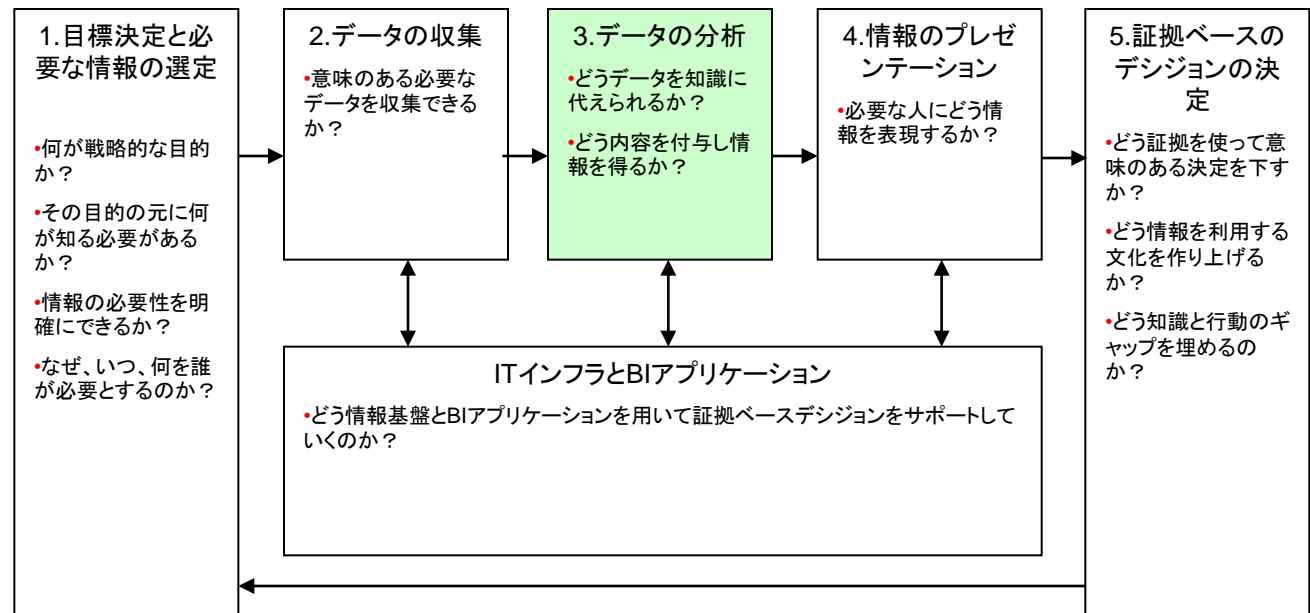 1.目標決定と必
要な情報の選定
•何が戦略的な目的
か？
•その目的の元に何
が知る必要がある
か？
•情報の必要性を明
確にできるか？
•なぜ、いつ、何を誰
が必要とするのか？
2.データの収集
•意味のある必要な
データを収集できる
か？
3.データの分析
•どうデータを知識に
代えられるか？
•どう内容を付与し情
報を得るか？
4.情報のプレゼ
ンテーション
•必要な人にどう情
報を表現するか？
5.証拠ベースの
デシジョンの決
定
•どう証拠を使って意
味のある決定を下す
か？
•どう情報を利用する
文化を作り上げる
か？
•どう知識と行動のギ
ャップを埋めるの
か？
ITインフラとBIアプリケーション
•どう情報基盤とBIアプリケーションを用いて証拠ベースデシジョンをサポートして
いくのか？